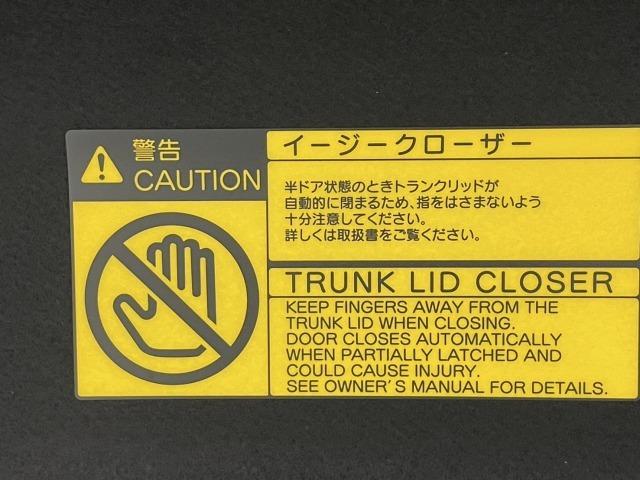 警告
CAUTION
イージークローザー
半ドア状態のときトランクリッドが
自動的に閉まるため、指をはさまないよう
十分注意してください。
詳しくは取扱書をご覧ください。
TRUNK LID CLOSER
KEEP FINGERS AWAY FROM THE
TRUNK LID WHEN CLOSING.
DOOR CLOSES AUTOMATICALLY
WHEN PARTIALLY LATCHED AND
COULD CAUSE INJURY.
SEE OWNER'S MANUAL FOR DETAILS.